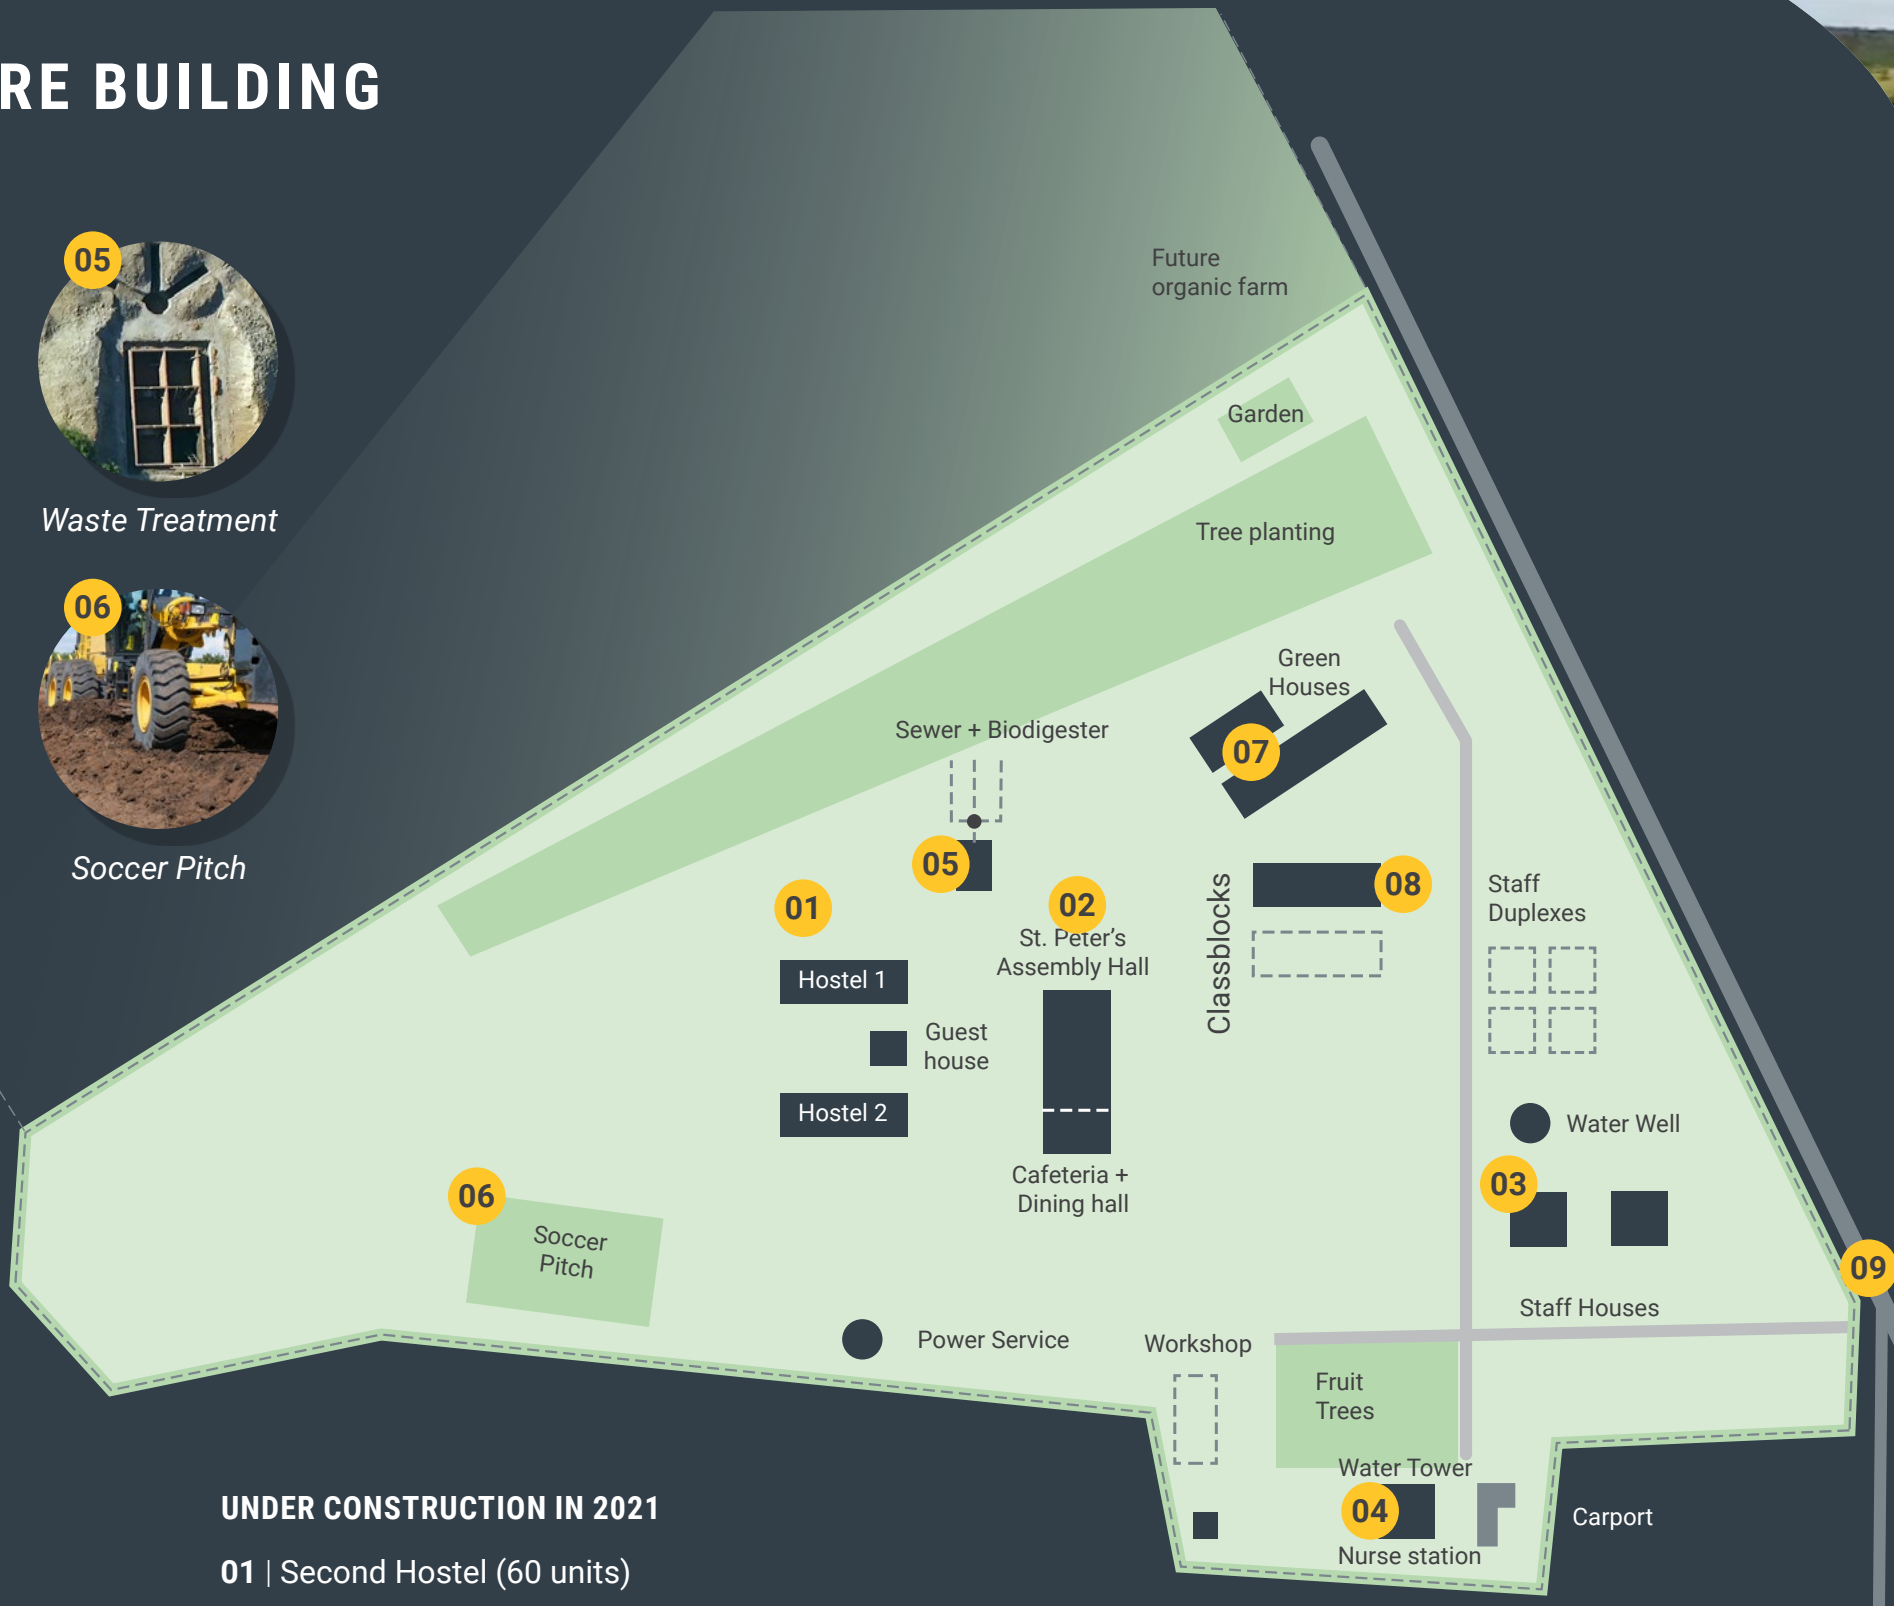 RE BUILDING
05
Waste Treatment
06
Soccer Pitch
Future
organic farm
Garden
Tree planting
Green
Houses
07
Sewer + Biodigester
05
01
02
St. Peter’s
Assembly Hall
Classblocks
08
Staff
Duplexes
Hostel 1
Guest
house
Hostel 2
Cafeteria +
Dining hall
Water Well
03
06
Soccer
Pitch
09
Staff Houses
Power Service
Workshop
Fruit
Trees
Water Tower
04
Nurse station
Carport
UNDER CONSTRUCTION IN 2021
01 | Second Hostel (60 units)